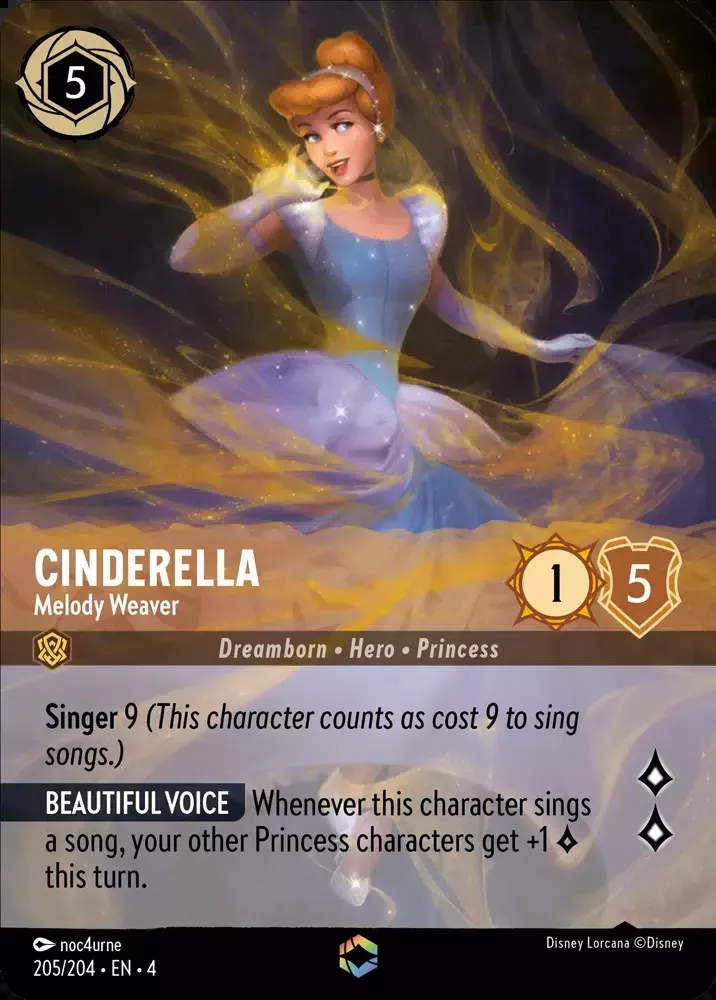 5
CINDERELLA
Melody Weaver
1
5
Dreamborn • Hero • Princess
Singer 9 (This character counts as cost 9 to sing
songs.)
BEAUTIFUL VOICE Whenever this character sings
a song, your other Princess characters get +1
this turn.
noc4urne
Disney Lorcana ©Disney
205/204 • EN • 4